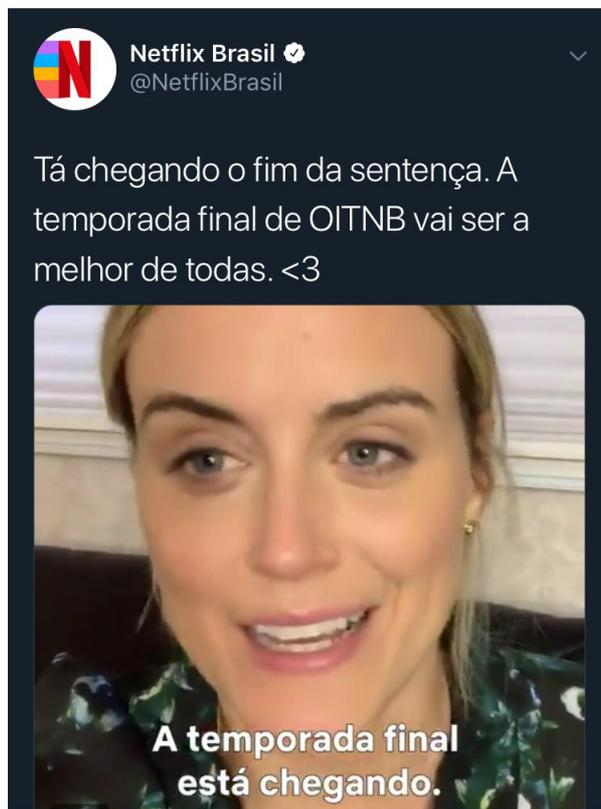 Netflix Brasil
@NetflixBrasil
Tá chegando o fim da sentença. A
temporada final de OITNB vai ser a
melhor de todas. <3
A temporada final
está chegando.